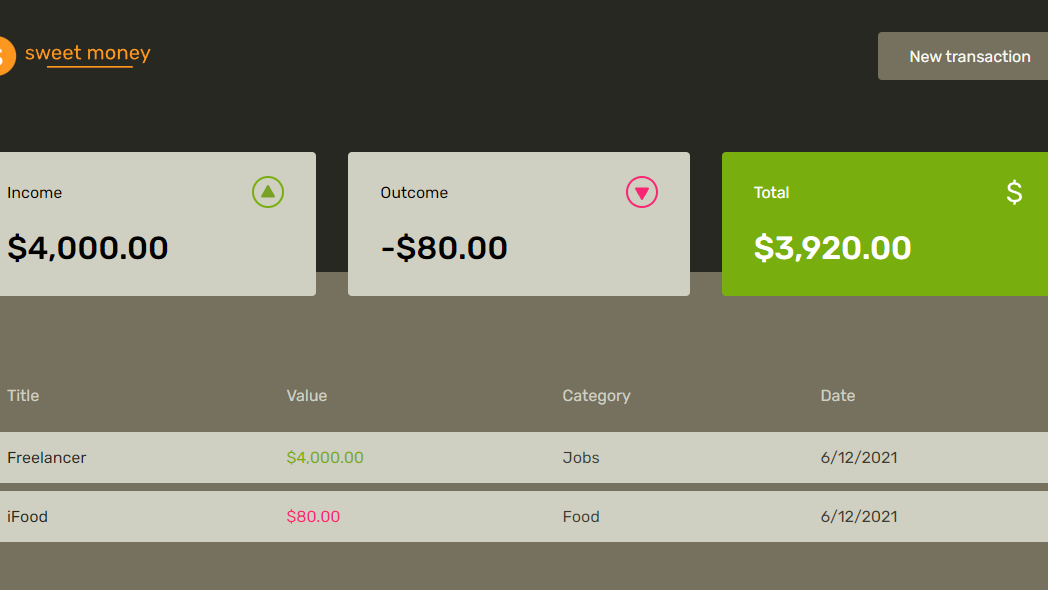 $ sweet money
New transaction
Income
Outcome
Total
$
$4,000.00
-$80.00
$3,920.00
Title Value Category Date
Freelancer $4,000.00 Jobs 6/12/2021
iFood $80.00 Food 6/12/2021